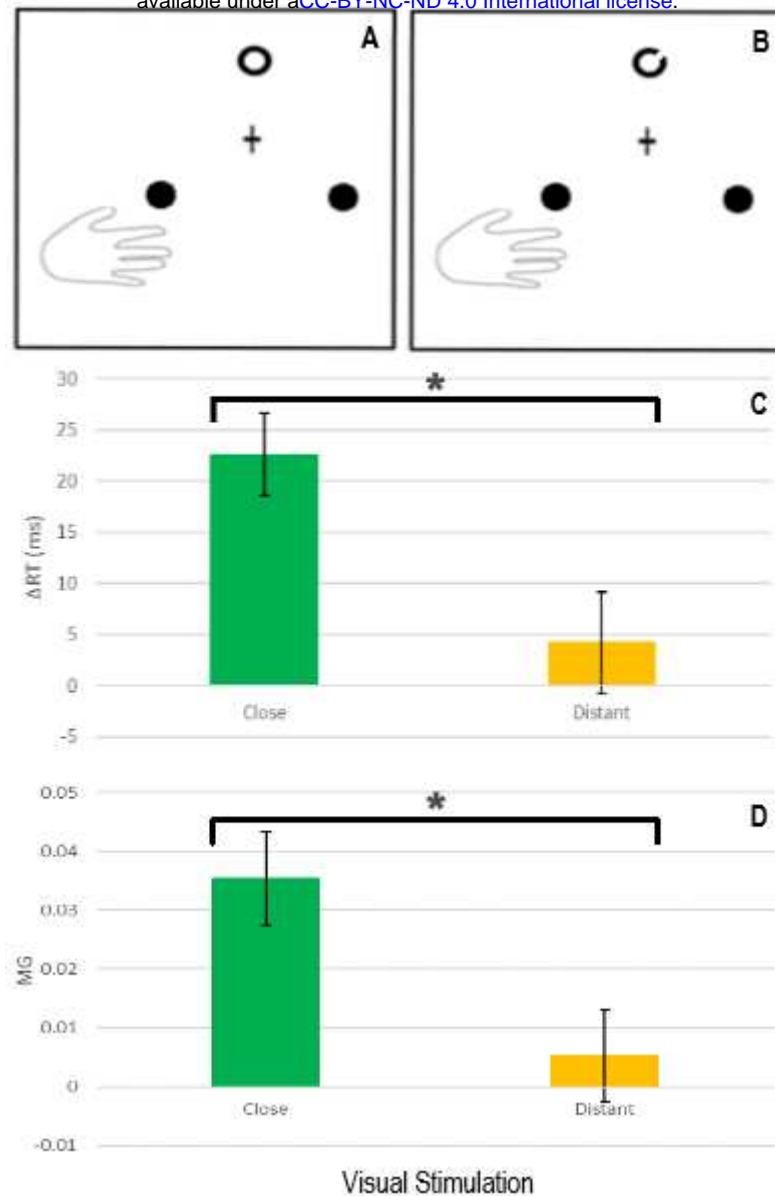 available under aCC-BY-NC-ND 4.0 International license.
A
B
C
*
30
25
20
15
10
5
0
-5
ΔRT (ms)
Close
Distant
D
*
0.05
0.04
0.03
0.02
0.01
0
-0.01
MG
Close
Distant
Visual Stimulation